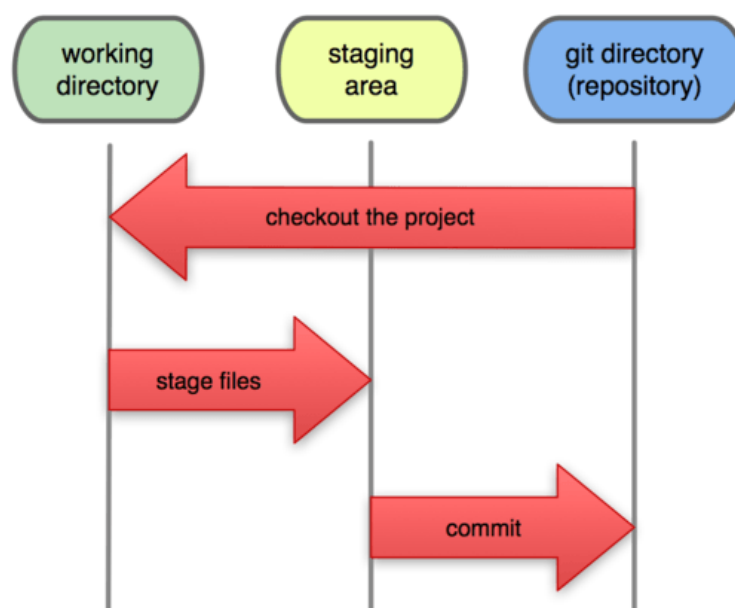 working
directory
staging
area
git directory
(repository)
checkout the project
stage files
commit